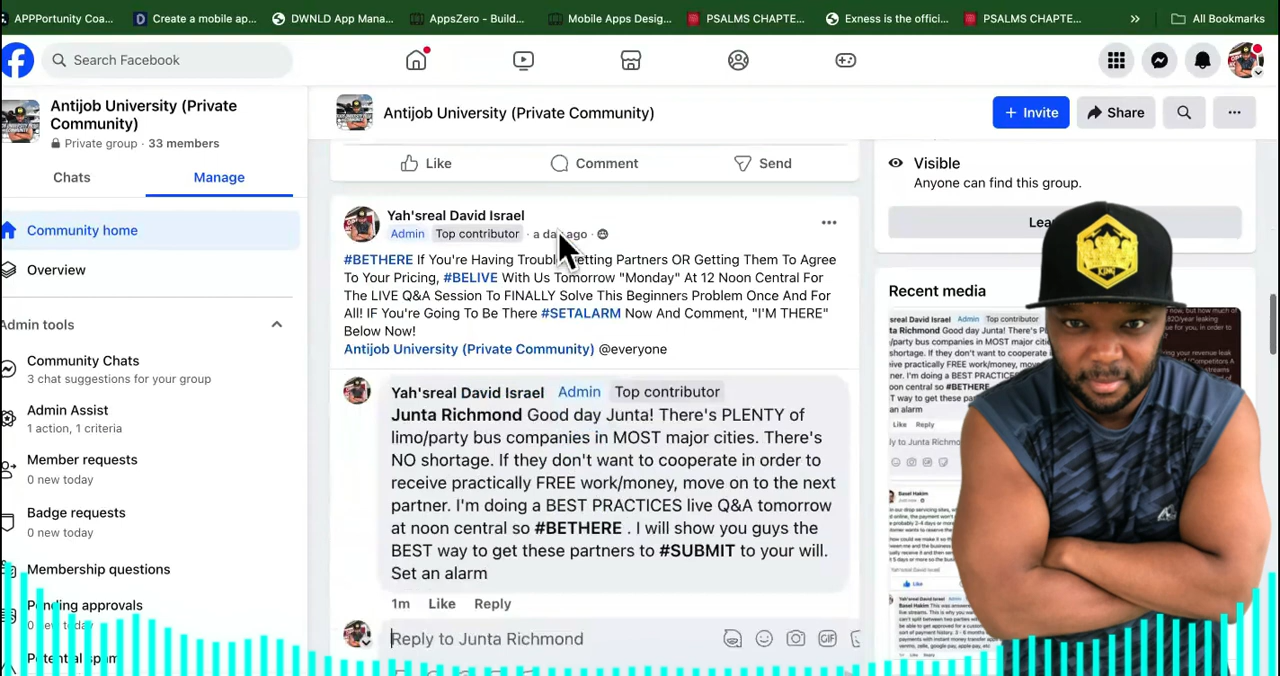 APPPortunity Coa...
Create a mobile ap...
DWNLD App Mana...
AppsZero - Build...
Mobile Apps Desig...
PSALMS CHAPTE...
Exness is the offici...
PSALMS CHAPTE...
»
All Bookmarks
Search Facebook
Antijob University (Private
Community)
Private group · 33 members
Chats
Manage
Community home
Overview
Admin tools
Community Chats
3 chat suggestions for your group
Admin Assist
1 action, 1 criteria
Member requests
0 new today
Badge requests
0 new today
Membership questions
Pending approvals
0 new today
Potential spam
Antijob University (Private Community)
+ Invite
Share
Like
Comment
Send
Yah'sreal David Israel
Admin Top contributor · a day ago ·
#BETHERE If You're Having Trouble Getting Partners OR Getting Them To Agree
To Your Pricing, #BELIVE With Us Tomorrow "Monday" At 12 Noon Central For
The LIVE Q&A Session To FINALLY Solve This Beginners Problem Once And For
All! IF You're Going To Be There #SETALARM Now And Comment, "I'M THERE"
Below Now!
Antijob University (Private Community) @everyone
Yah'sreal David Israel Admin Top contributor
Junta Richmond Good day Junta! There's PLENTY of
limo/party bus companies in MOST major cities. There's
NO shortage. If they don't want to cooperate in order to
receive practically FREE work/money, move on to the next
partner. I'm doing a BEST PRACTICES live Q&A tomorrow
at noon central so #BETHERE . I will show you guys the
BEST way to get these partners to #SUBMIT to your will.
Set an alarm
1m Like Reply
Reply to Junta Richmond
GIF
Visible
Anyone can find this group.
Lea
Recent media
KING